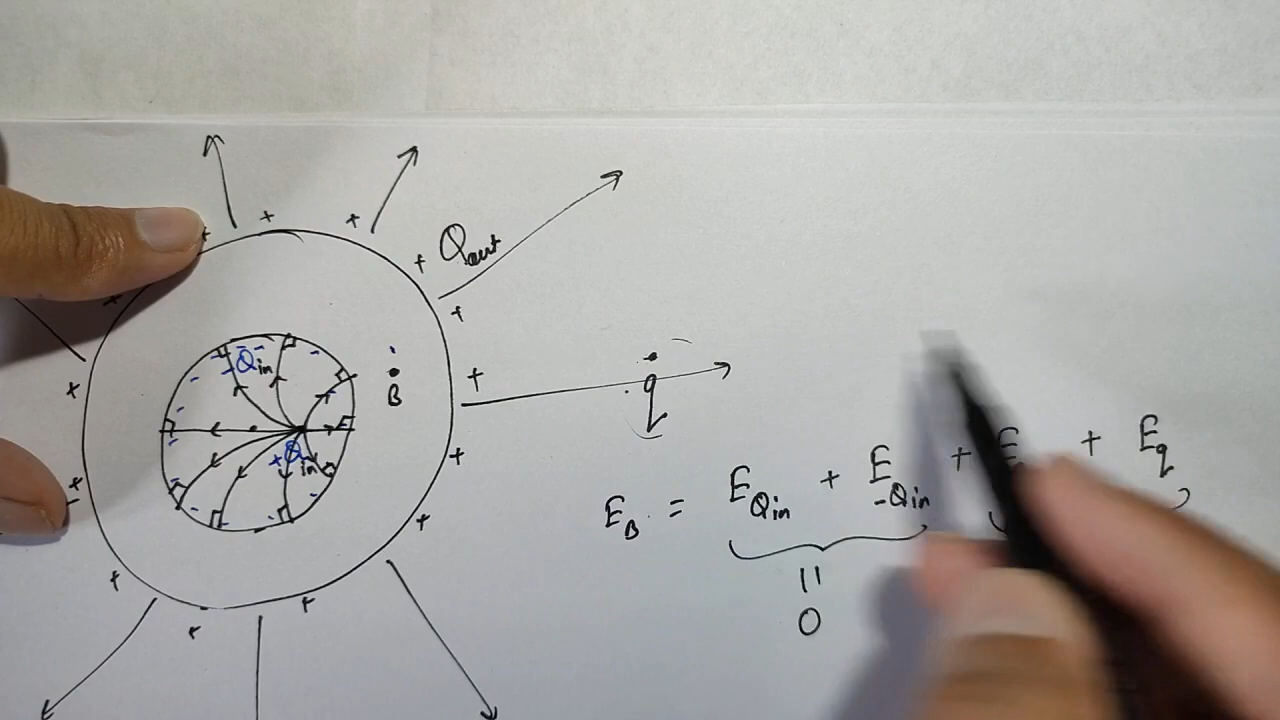 Qout
-Qin
B
+Qin
q
E_B = E_Qin + E_-Qin + E + E_q
||
0